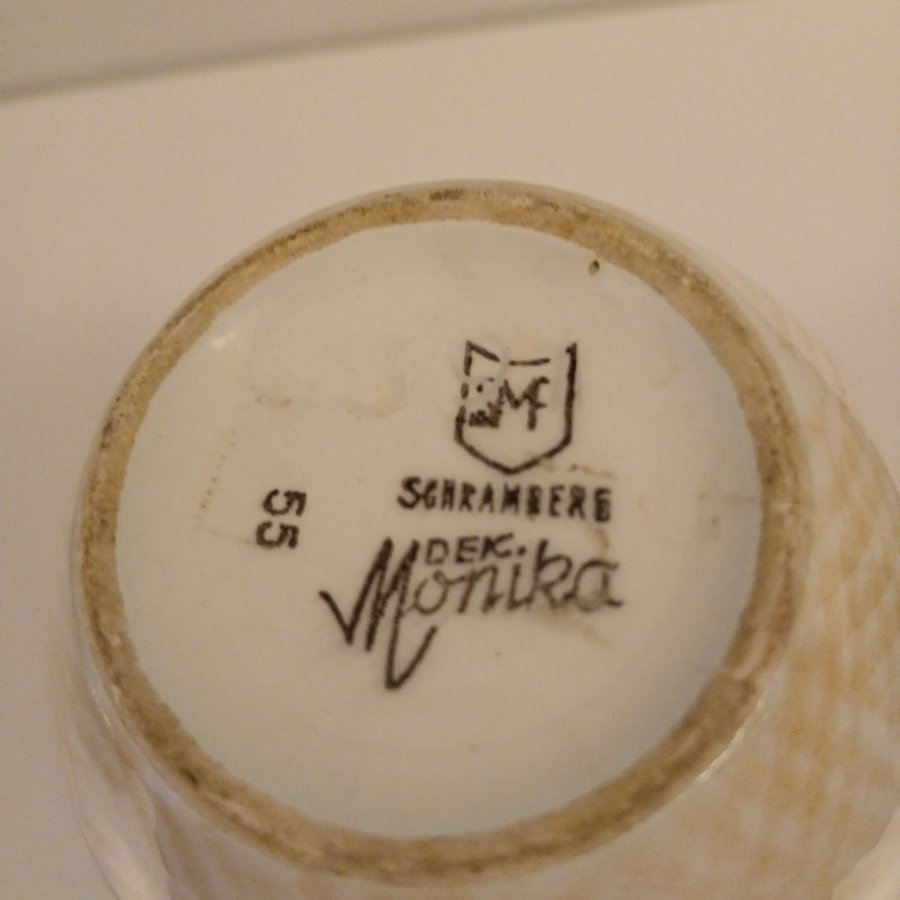 SMF
SCHRAMBERG
DEK.
Monika
55